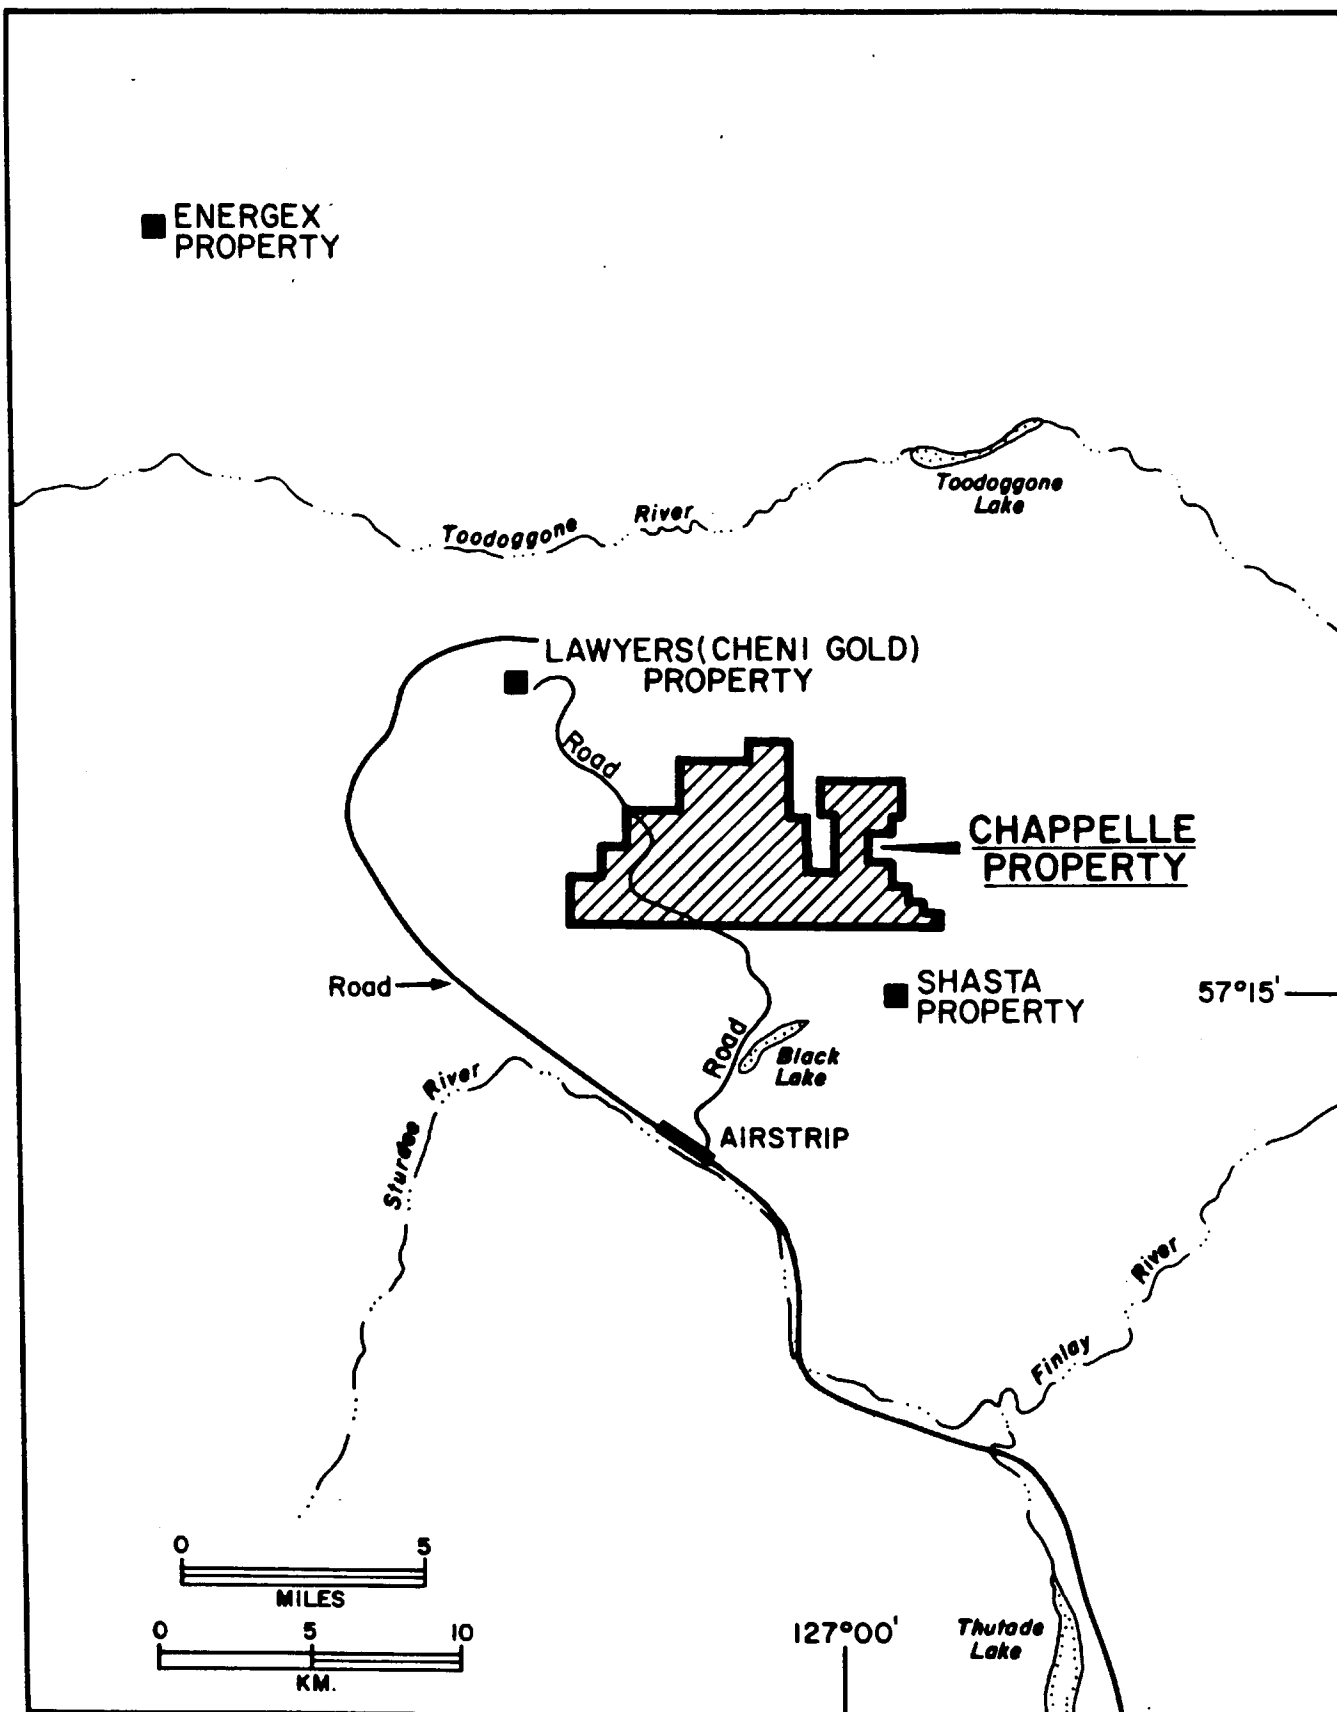 ENERGEX
PROPERTY
Toodoggone
Lake
Toodoggone River
LAWYERS(CHENI GOLD)
PROPERTY
Road
CHAPPELLE
PROPERTY
Road
SHASTA
PROPERTY
57°15'
Road
Black
Lake
Sturdee River
AIRSTRIP
Finlay River
0 5
MILES
0 5 10
KM.
127°00'
Thutade
Lake